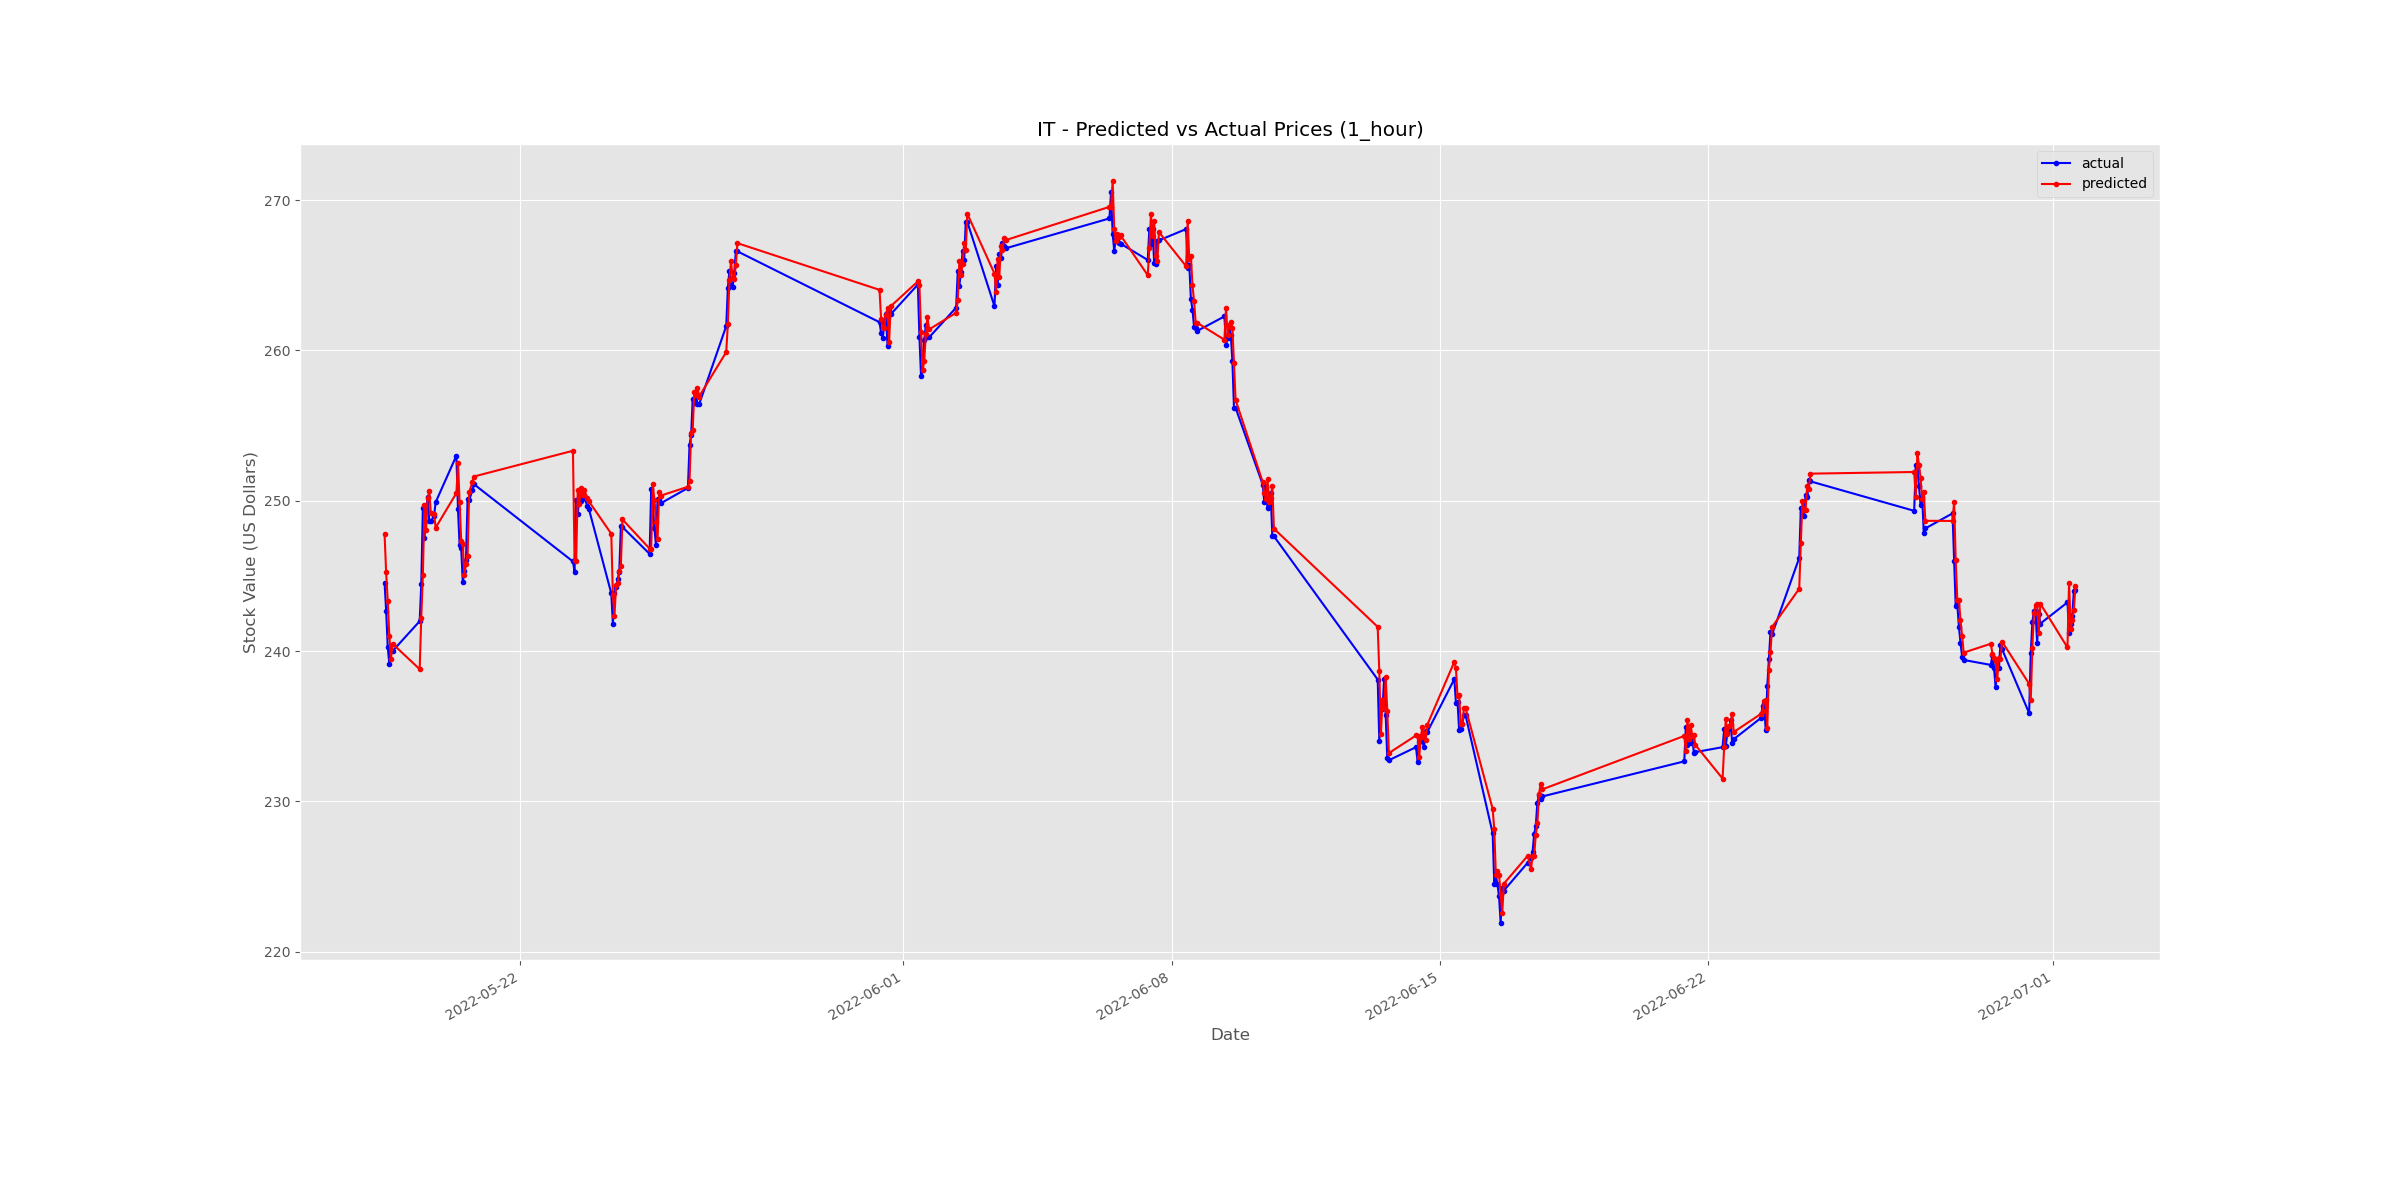 IT - Predicted vs Actual Prices (1_hour)
actual
predicted
270
260
250
240
230
220
Stock Value (US Dollars)
2022-05-22
2022-06-01
2022-06-08
2022-06-15
2022-06-22
2022-07-01
Date